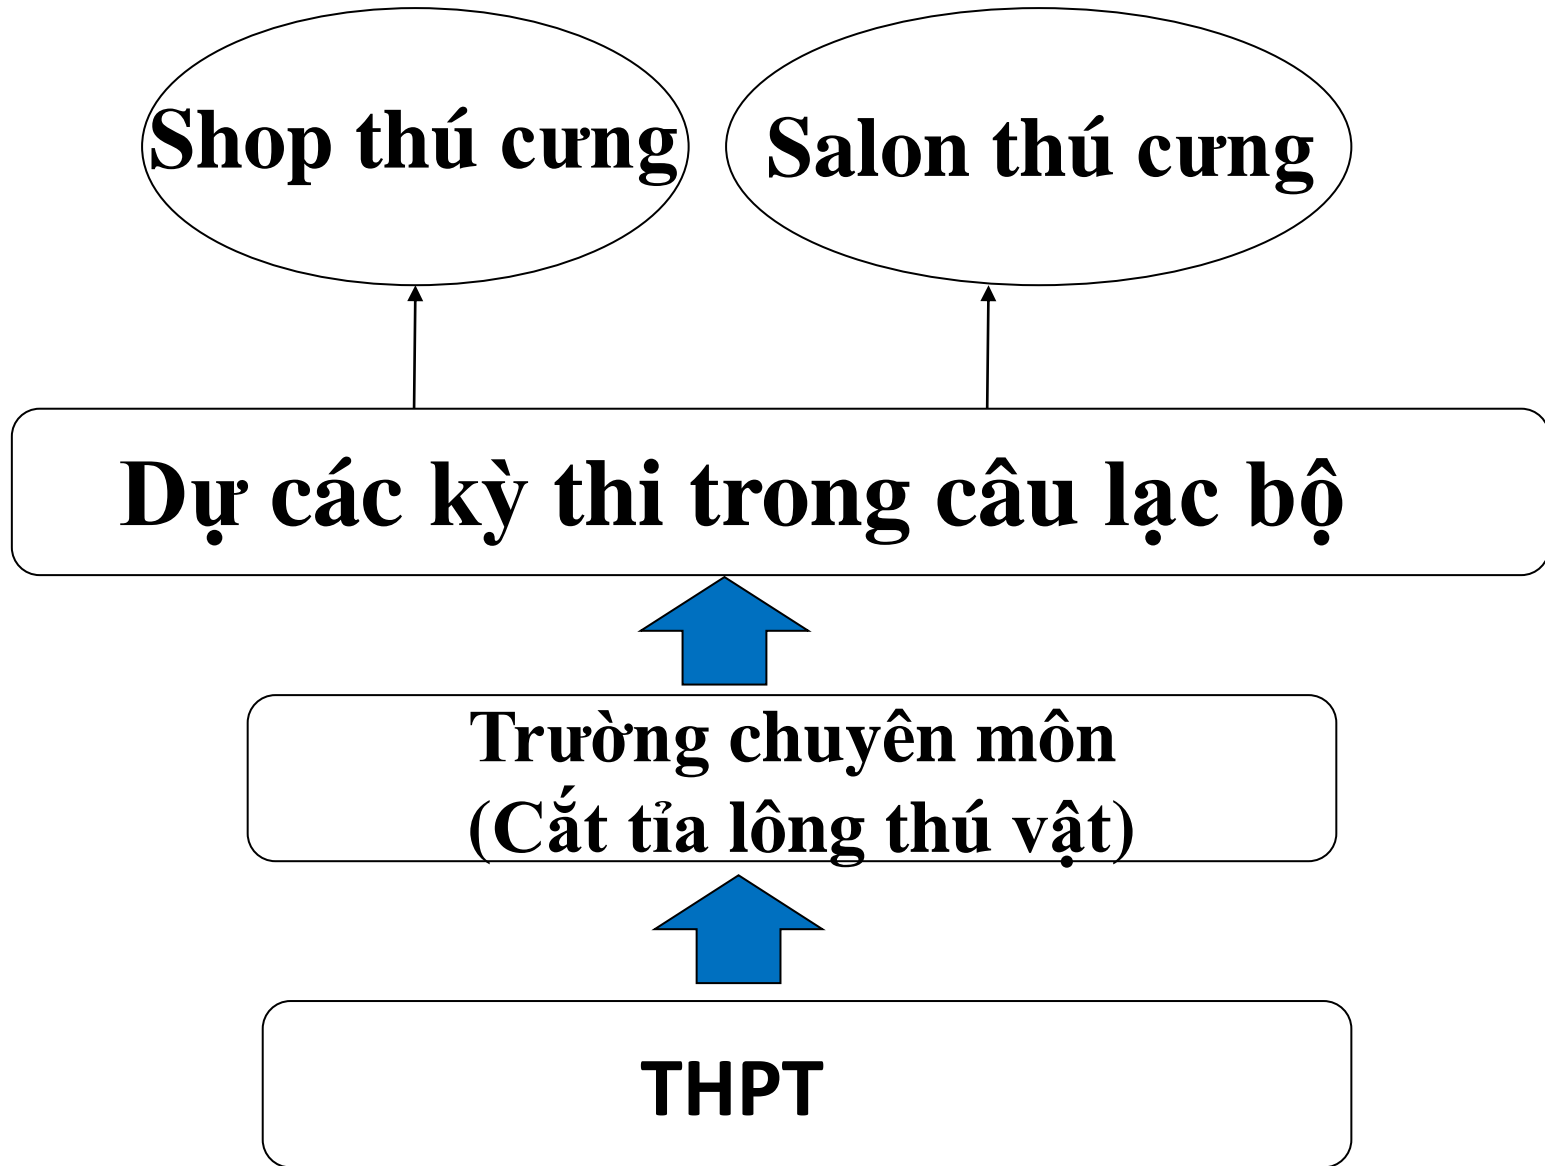 Shop thú cưng
Salon thú cưng
Dự các kỳ thi trong câu lạc bộ
Trường chuyên môn
(Cắt tỉa lông thú vật)
THPT